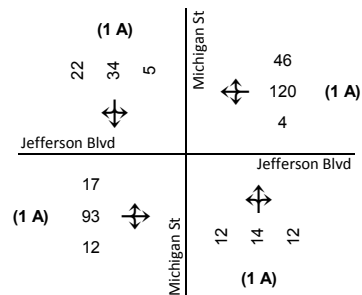 (1 A)
22 34 5
Michigan St
46
120 (1 A)
4
Jefferson Blvd
Jefferson Blvd
17
(1 A) 93
12
Michigan St
12 14 12
(1 A)